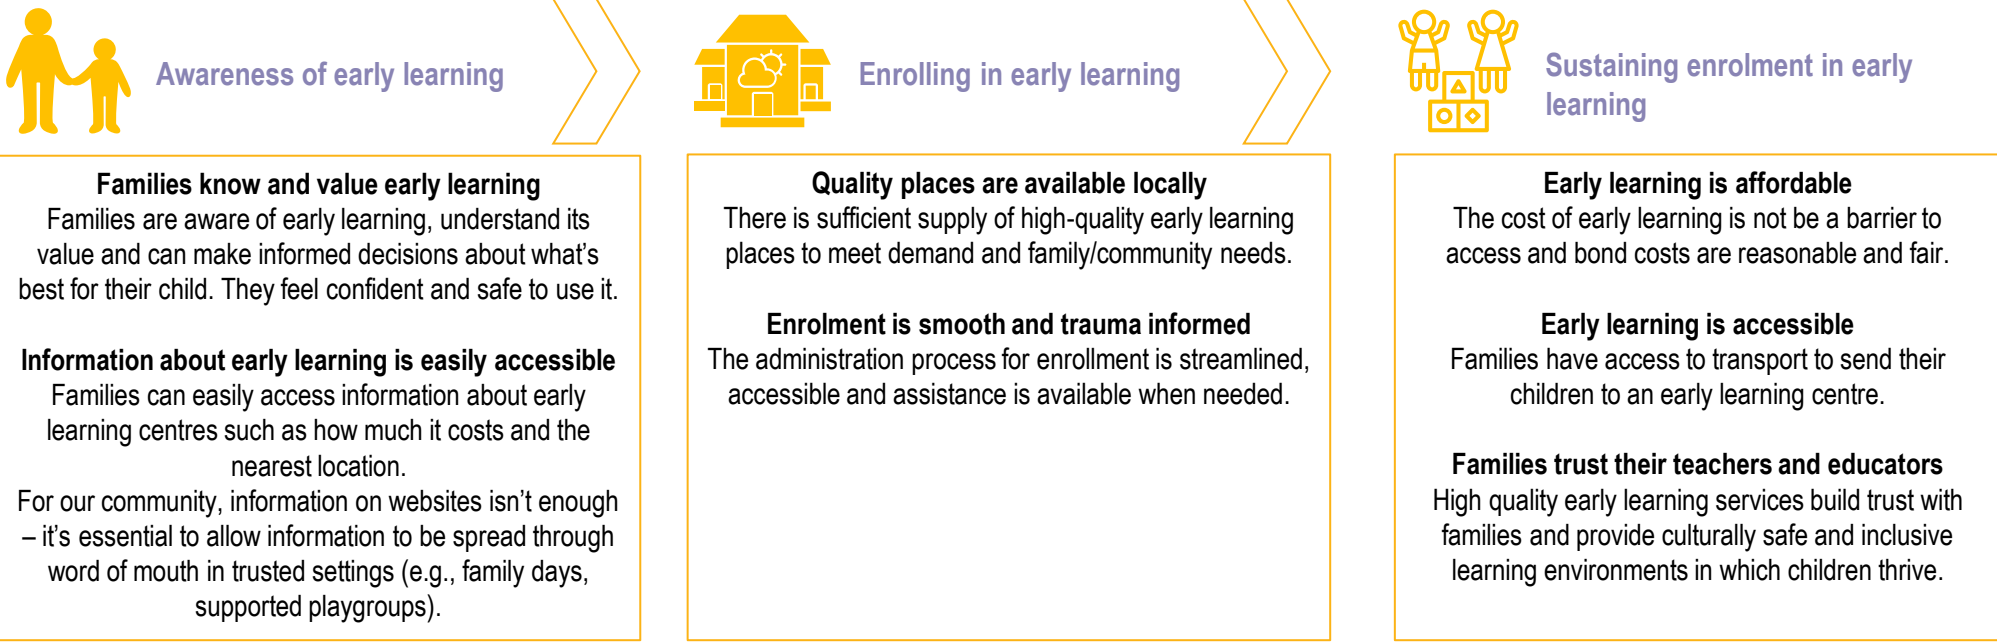 Awareness of early learning
Families know and value early learning
Families are aware of early learning, understand its
value and can make informed decisions about what's
best for their child. They feel confident and safe to use it.
Information about early learning is easily accessible
Families can easily access information about early
learning centres such as how much it costs and the
nearest location.
For our community, information on websites isn't enough
– it's essential to allow information to be spread through
word of mouth in trusted settings (e.g., family days,
supported playgroups).
Enrolling in early learning
Quality places are available locally
There is sufficient supply of high-quality early learning
places to meet demand and family/community needs.
Enrolment is smooth and trauma informed
The administration process for enrollment is streamlined,
accessible and assistance is available when needed.
Sustaining enrolment in early
learning
Early learning is affordable
The cost of early learning is not be a barrier to
access and bond costs are reasonable and fair.
Early learning is accessible
Families have access to transport to send their
children to an early learning centre.
Families trust their teachers and educators
High quality early learning services build trust with
families and provide culturally safe and inclusive
learning environments in which children thrive.